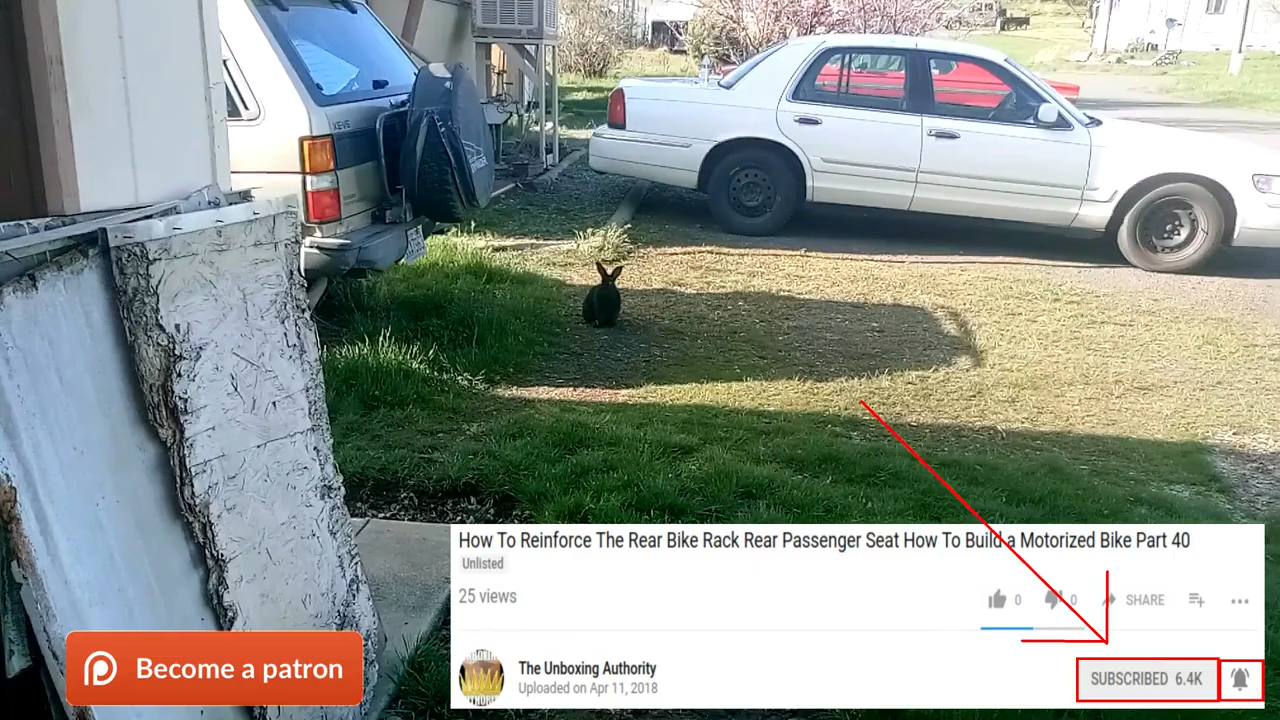 How To Reinforce The Rear Bike Rack Rear Passenger Seat How To Build a Motorized Bike Part 40
Unlisted
25 views
0
0
SHARE
The Unboxing Authority
Uploaded on Apr 11, 2018
SUBSCRIBED 6.4K
Become a patron